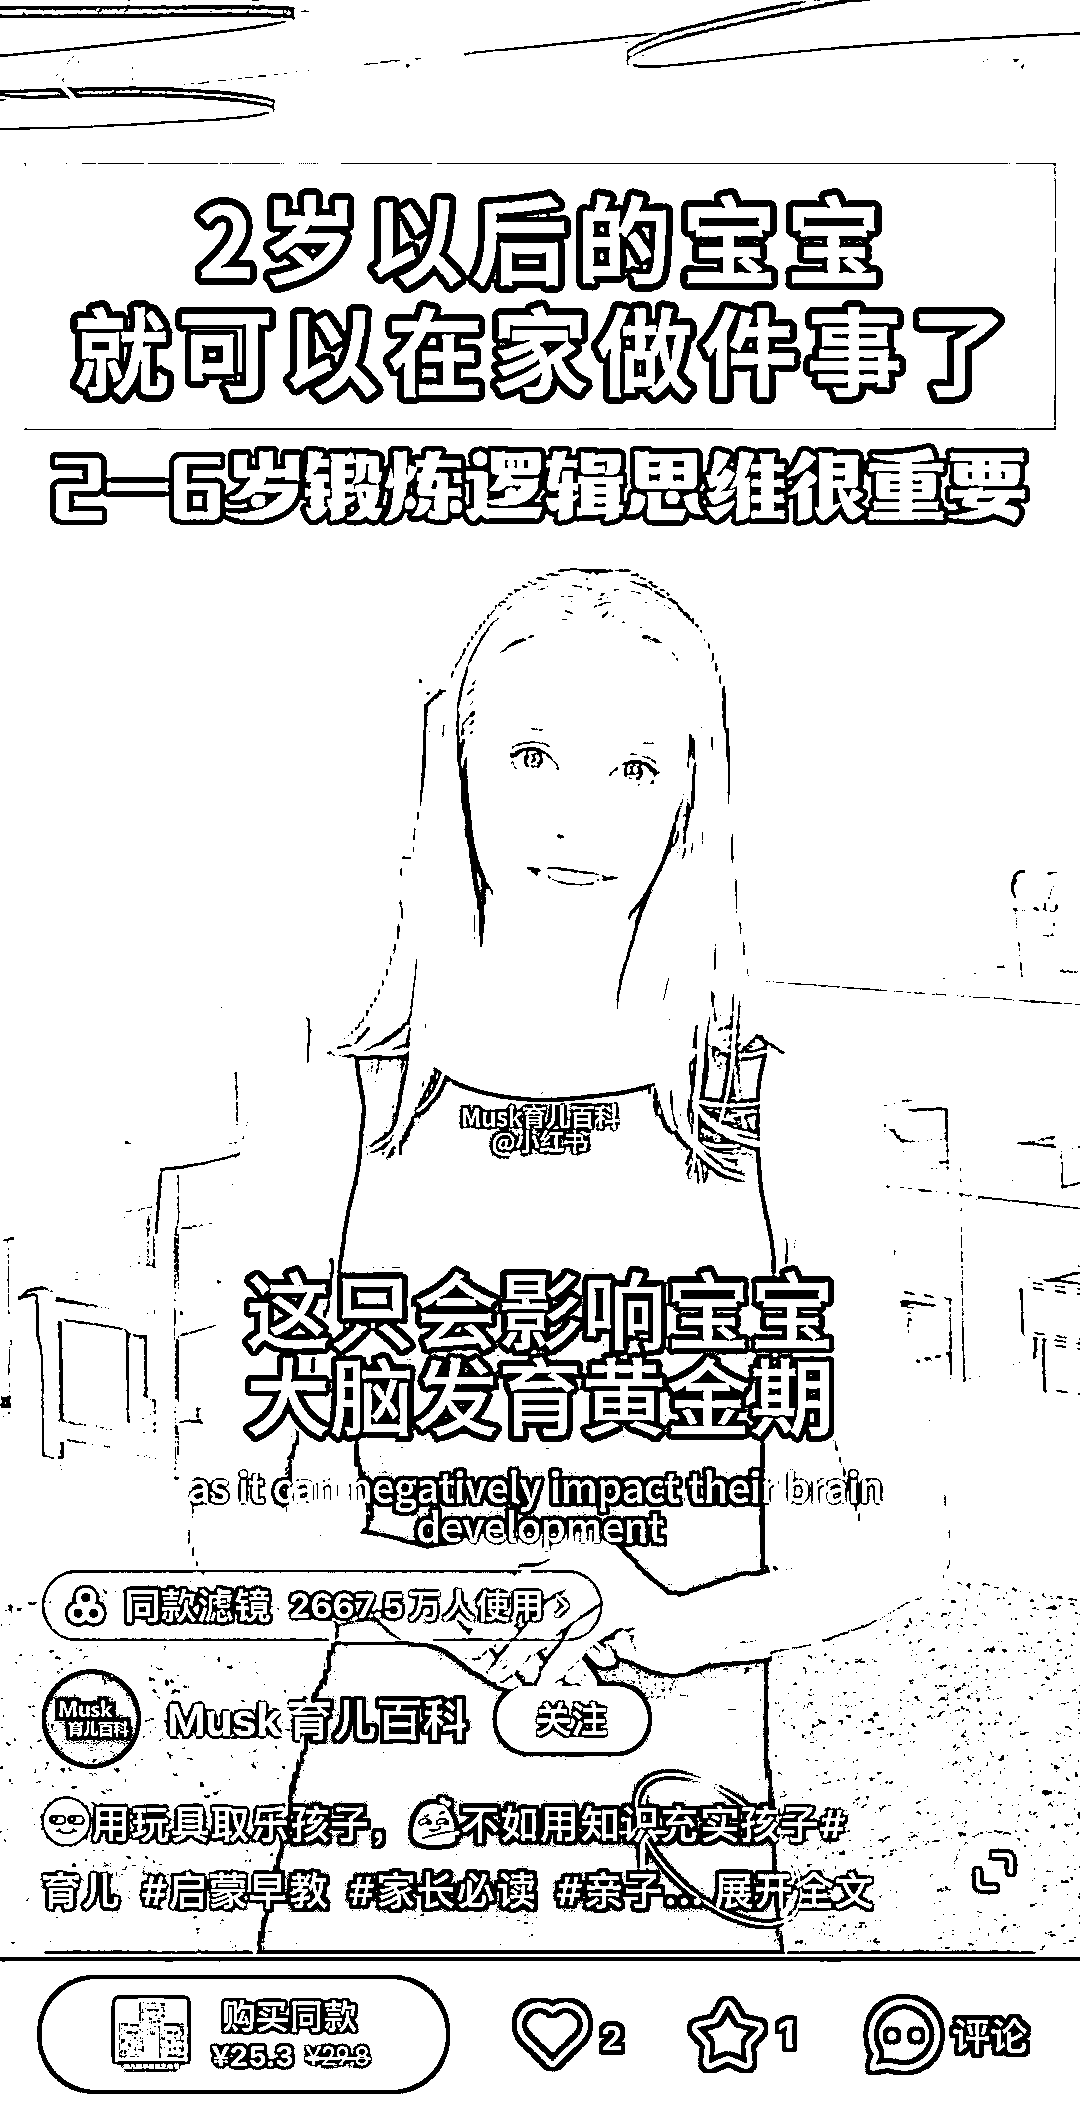 2岁以后的宝宝
就可以在家做件事了
2—6岁锻炼逻辑思维很重要
Musk育儿百科
@小红书
这只会影响宝宝
大脑发育黄金期
as it can negatively impact their brain
development
同款滤镜 2667.5万人使用 >
Musk
育儿百科
Musk育儿百科
关注
用玩具取乐孩子，不如用知识充实孩子#
育儿 #启蒙早教 #家长必读 #亲子... 展开全文
购买同款
¥25.3 ¥29.8
2
1
评论